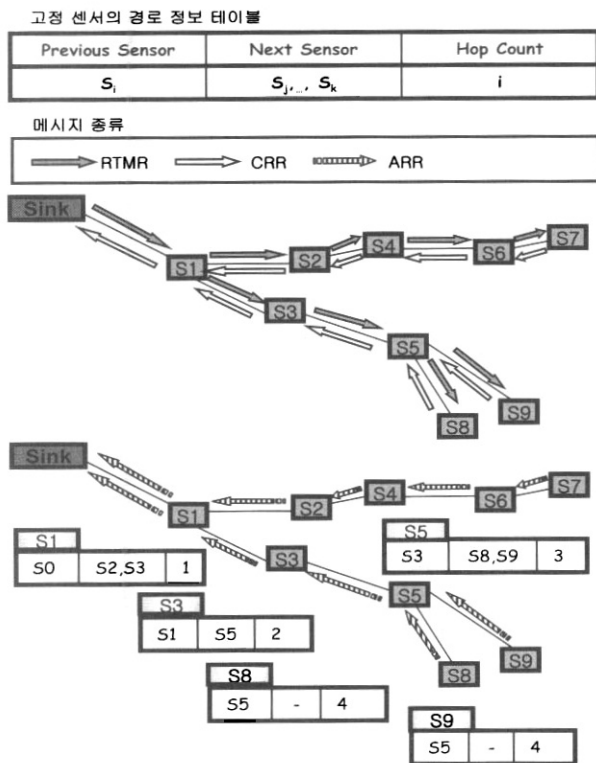 고정 센서의 경로 정보 테이블
Previous Sensor Next Sensor Hop Count
Si Sj,..., Sk i
메시지 종류
RTMR CRR ARR
Sink
S1 S2 S4 S6 S7
S3
S5
S8 S9
Sink
S1 S2 S4 S6 S7
S3
S5
S8 S9
S1
S0 S2,S3 1
S5
S3 S8,S9 3
S3
S1 S5 2
S8
S5 - 4
S9
S5 - 4